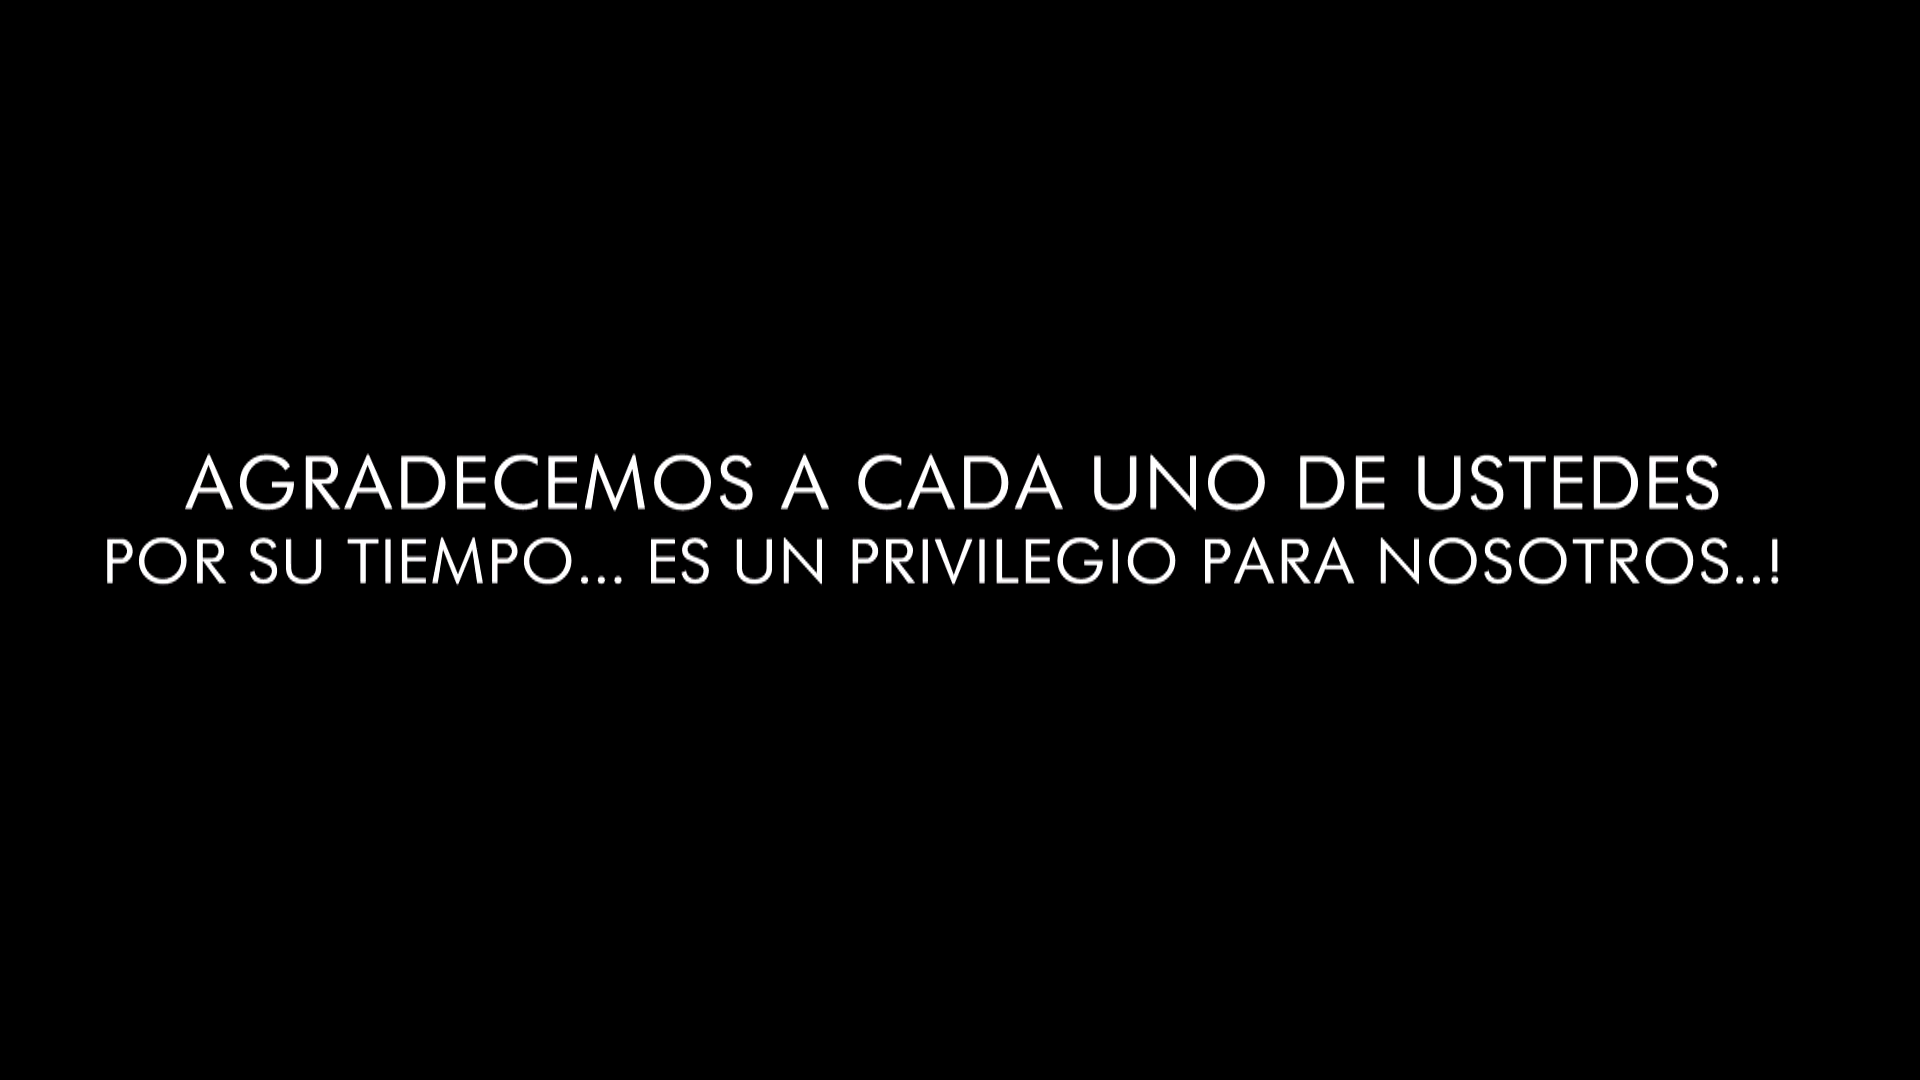 AGRADECEMOS A CADA UNO DE USTEDES
POR SU TIEMPO... ES UN PRIVILEGIO PARA NOSOTROS..!